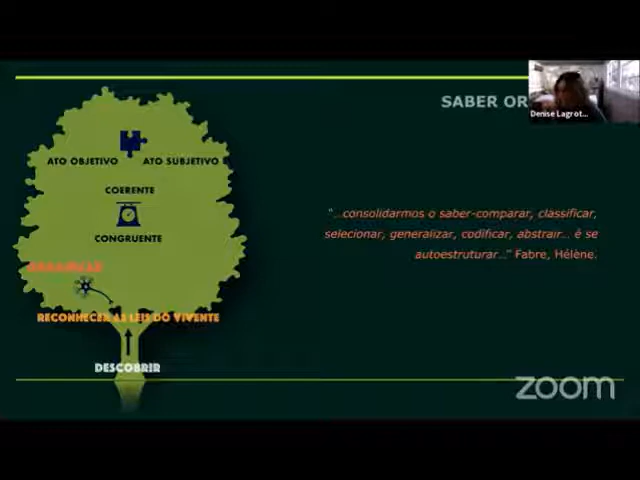 SABER OR
Denise Lagrot...
ATO OBJETIVO
ATO SUBJETIVO
COERENTE
CONGRUENTE
RECONHECER AS LEIS DO VIVENTE
DESCOBRIR
"...consolidarmos o saber-comparar, classificar,
selecionar, generalizar, codificar, abstrair... é se
autoestruturar..." Fabre, Hélène.
zoom